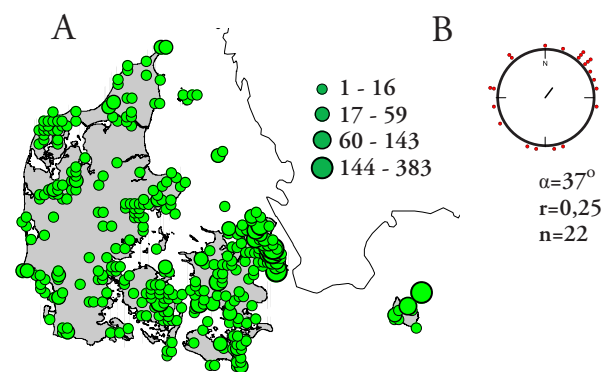 A
B
1 - 16
17 - 59
60 - 143
144 - 383
N
α=37°
r=0,25
n=22